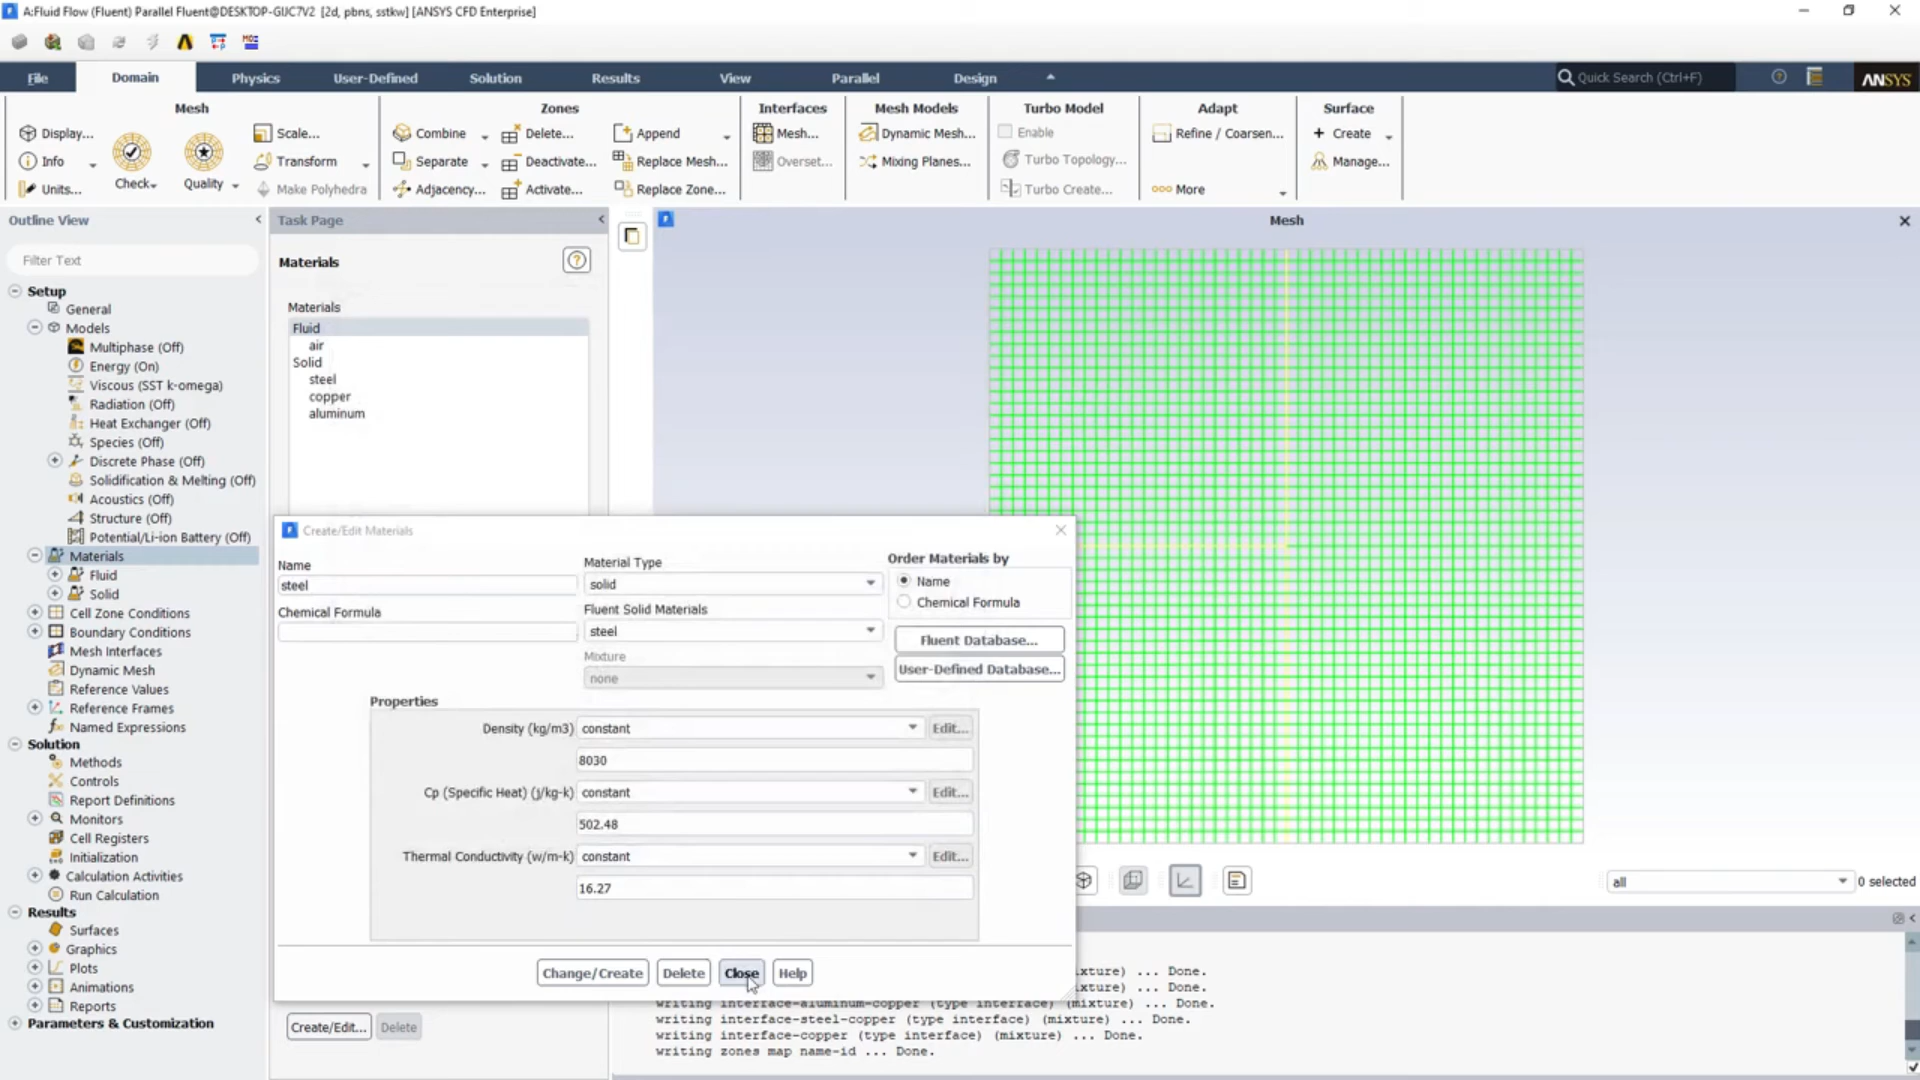 A:Fluid Flow (Fluent) Parallel Fluent@DESKTOP-GIJC7V2 [2d, pbns, sstkw] [ANSYS CFD Enterprise]
File Domain Physics User-Defined Solution Results View Parallel Design Quick Search (Ctrl+F) ANSYS
Mesh Zones Interfaces Mesh Models Turbo Model Adapt Surface
Display... Scale... Combine Delete... Append Mesh... Dynamic Mesh... Enable Refine / Coarsen... + Create
Info Transform Separate Deactivate... Replace Mesh... Overset... Mixing Planes... Turbo Topology... Manage...
Units... Check Quality Make Polyhedra Adjacency... Activate... Replace Zone... Turbo Create... More
Outline View
Filter Text
Setup
General
Models
Multiphase (Off)
Energy (On)
Viscous (SST k-omega)
Radiation (Off)
Heat Exchanger (Off)
Species (Off)
Discrete Phase (Off)
Solidification & Melting (Off)
Acoustics (Off)
Structure (Off)
Potential/Li-ion Battery (Off)
Materials
Fluid
Solid
Cell Zone Conditions
Boundary Conditions
Mesh Interfaces
Dynamic Mesh
Reference Values
Reference Frames
Named Expressions
Solution
Methods
Controls
Report Definitions
Monitors
Cell Registers
Initialization
Calculation Activities
Run Calculation
Results
Surfaces
Graphics
Plots
Animations
Reports
Parameters & Customization
Task Page
Materials
Materials
Fluid
air
Solid
steel
copper
aluminum
Create/Edit... Delete
Mesh
Create/Edit Materials
Name
steel
Chemical Formula
Material Type
solid
Fluent Solid Materials
steel
Mixture
none
Order Materials by
Name
Chemical Formula
Fluent Database...
User-Defined Database...
Properties
Density (kg/m3) constant Edit...
8030
Cp (Specific Heat) (j/kg-k) constant Edit...
502.48
Thermal Conductivity (w/m-k) constant Edit...
16.27
Change/Create Delete Close Help
all 0 selected
xture) ... Done.
xture) ... Done.
writing interface-aluminum-copper (type interface) (mixture) ... Done.
writing interface-steel-copper (type interface) (mixture) ... Done.
writing interface-copper (type interface) (mixture) ... Done.
writing zones map name-id ... Done.